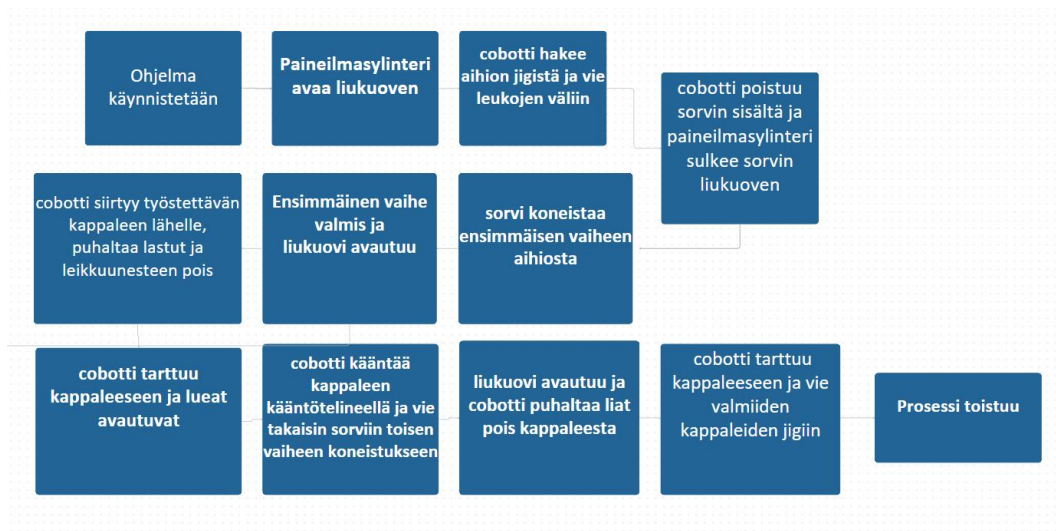 Ohjelma
käynnistetään
Paineilmasylinteri
avaa liukuoven
cobotti hakee
aihion jigistä ja vie
leukojen väliin
cobotti poistuu
sorvin sisältä ja
paineilmasylinteri
sulkee sorvin
liukuoven
sorvi koneistaa
ensimmäisen vaiheen
aihiosta
Ensimmäinen vaihe
valmis ja
liukuovi avautuu
cobotti siirtyy työstettävän
kappaleen lähelle,
puhaltaa lastut ja
leikkuunesteen pois
cobotti tarttuu
kappaleeseen ja lueat
avautuvat
cobotti kääntää
kappaleen
kääntötelineellä ja vie
takaisin sorviin toisen
vaiheen koneistukseen
liukuovi avautuu ja
cobotti puhaltaa liat
pois kappaleesta
cobotti tarttuu
kappaleeseen ja vie
valmiiden
kappaleiden jigiin
Prosessi toistuu